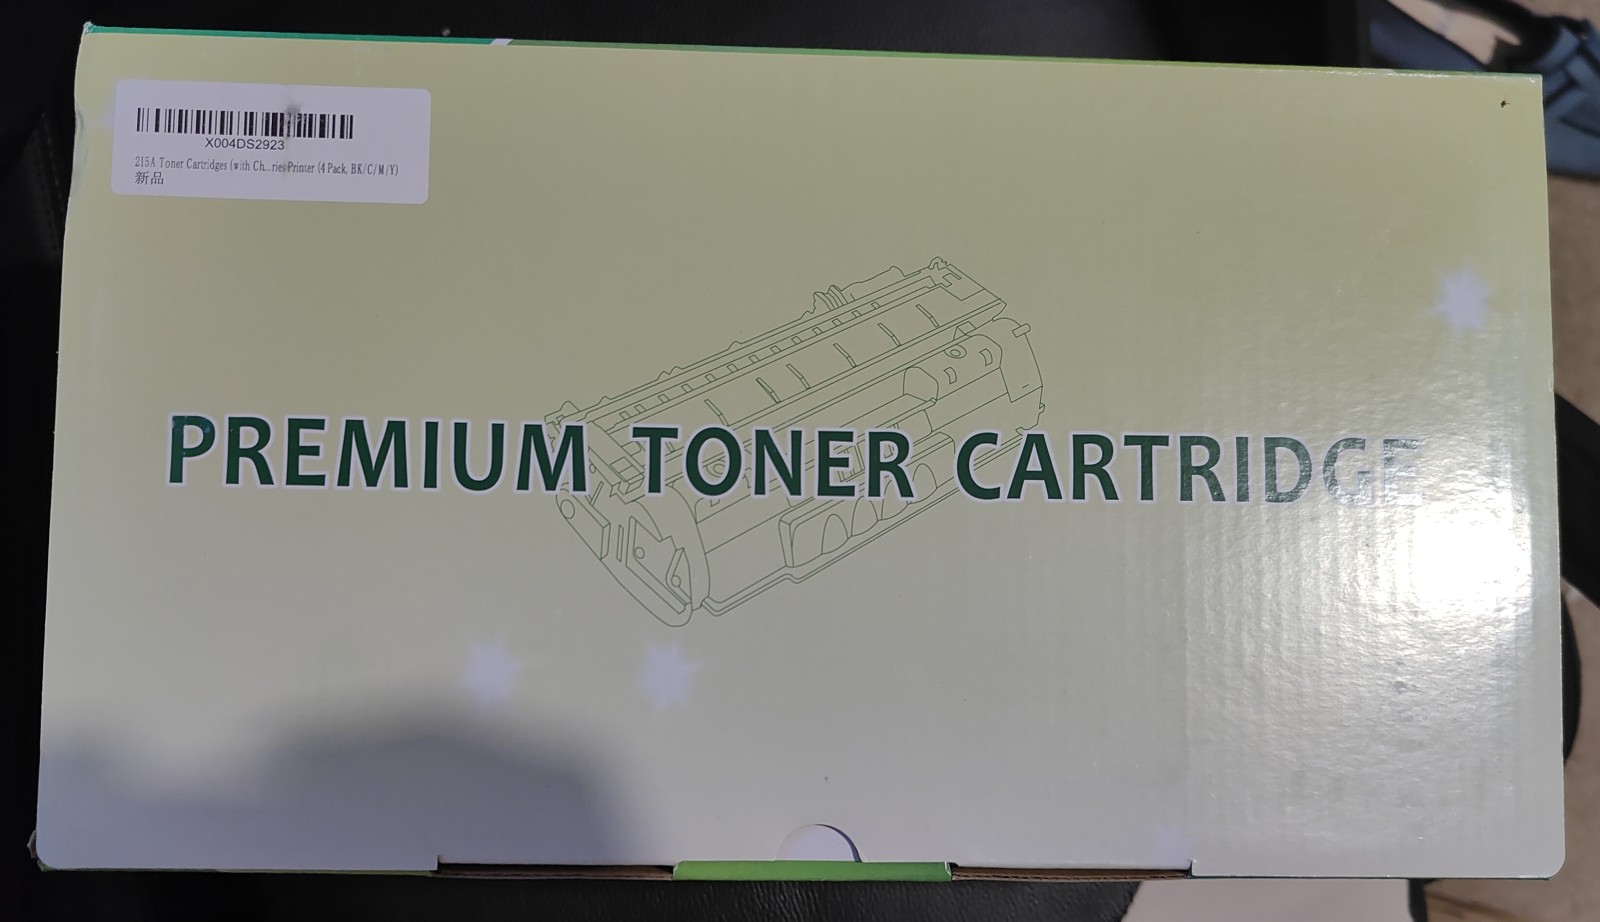 X004DS2923
215A Toner Cartridges (with Ch...ries Printer (4 Pack, BK/C/M/Y)
新品
PREMIUM TONER CARTRIDGE